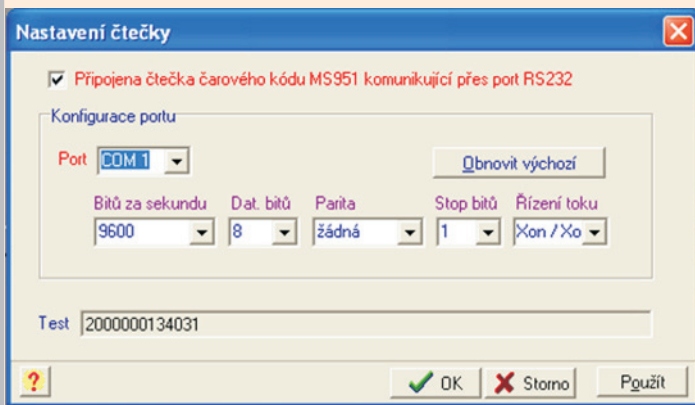 Nastavení čtečky
Připojena čtečka čarového kódu MS951 komunikující přes port RS232
Konfigurace portu
Port COM 1 Obnovit výchozí
Bitů za sekundu Dat. bitů Parita Stop bitů Řízení toku
9600 8 žádná 1 Xon / Xo
Test 2000000134031
? OK Storno Použít